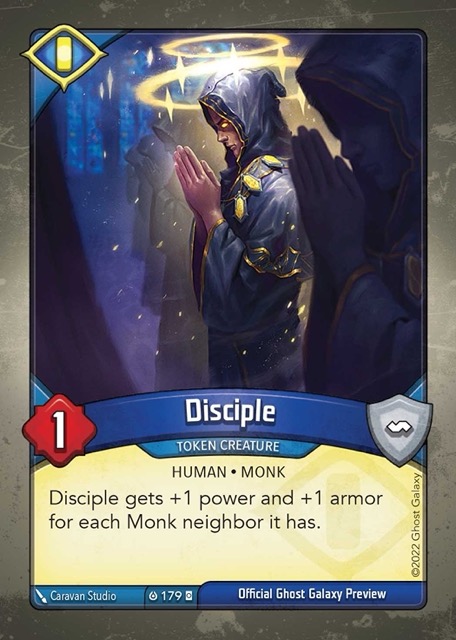 Disciple
1
TOKEN CREATURE
HUMAN • MONK
Disciple gets +1 power and +1 armor
for each Monk neighbor it has.
©2022 Ghost Galaxy
Caravan Studio
179
Official Ghost Galaxy Preview